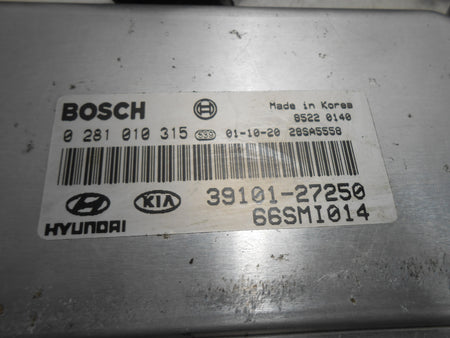 BOSCH
Made in Korea
8522 0140
0 281 010 315 S33 01-10-20 28SA5558
39101-27250
HYUNDAI KIA
66SMI014